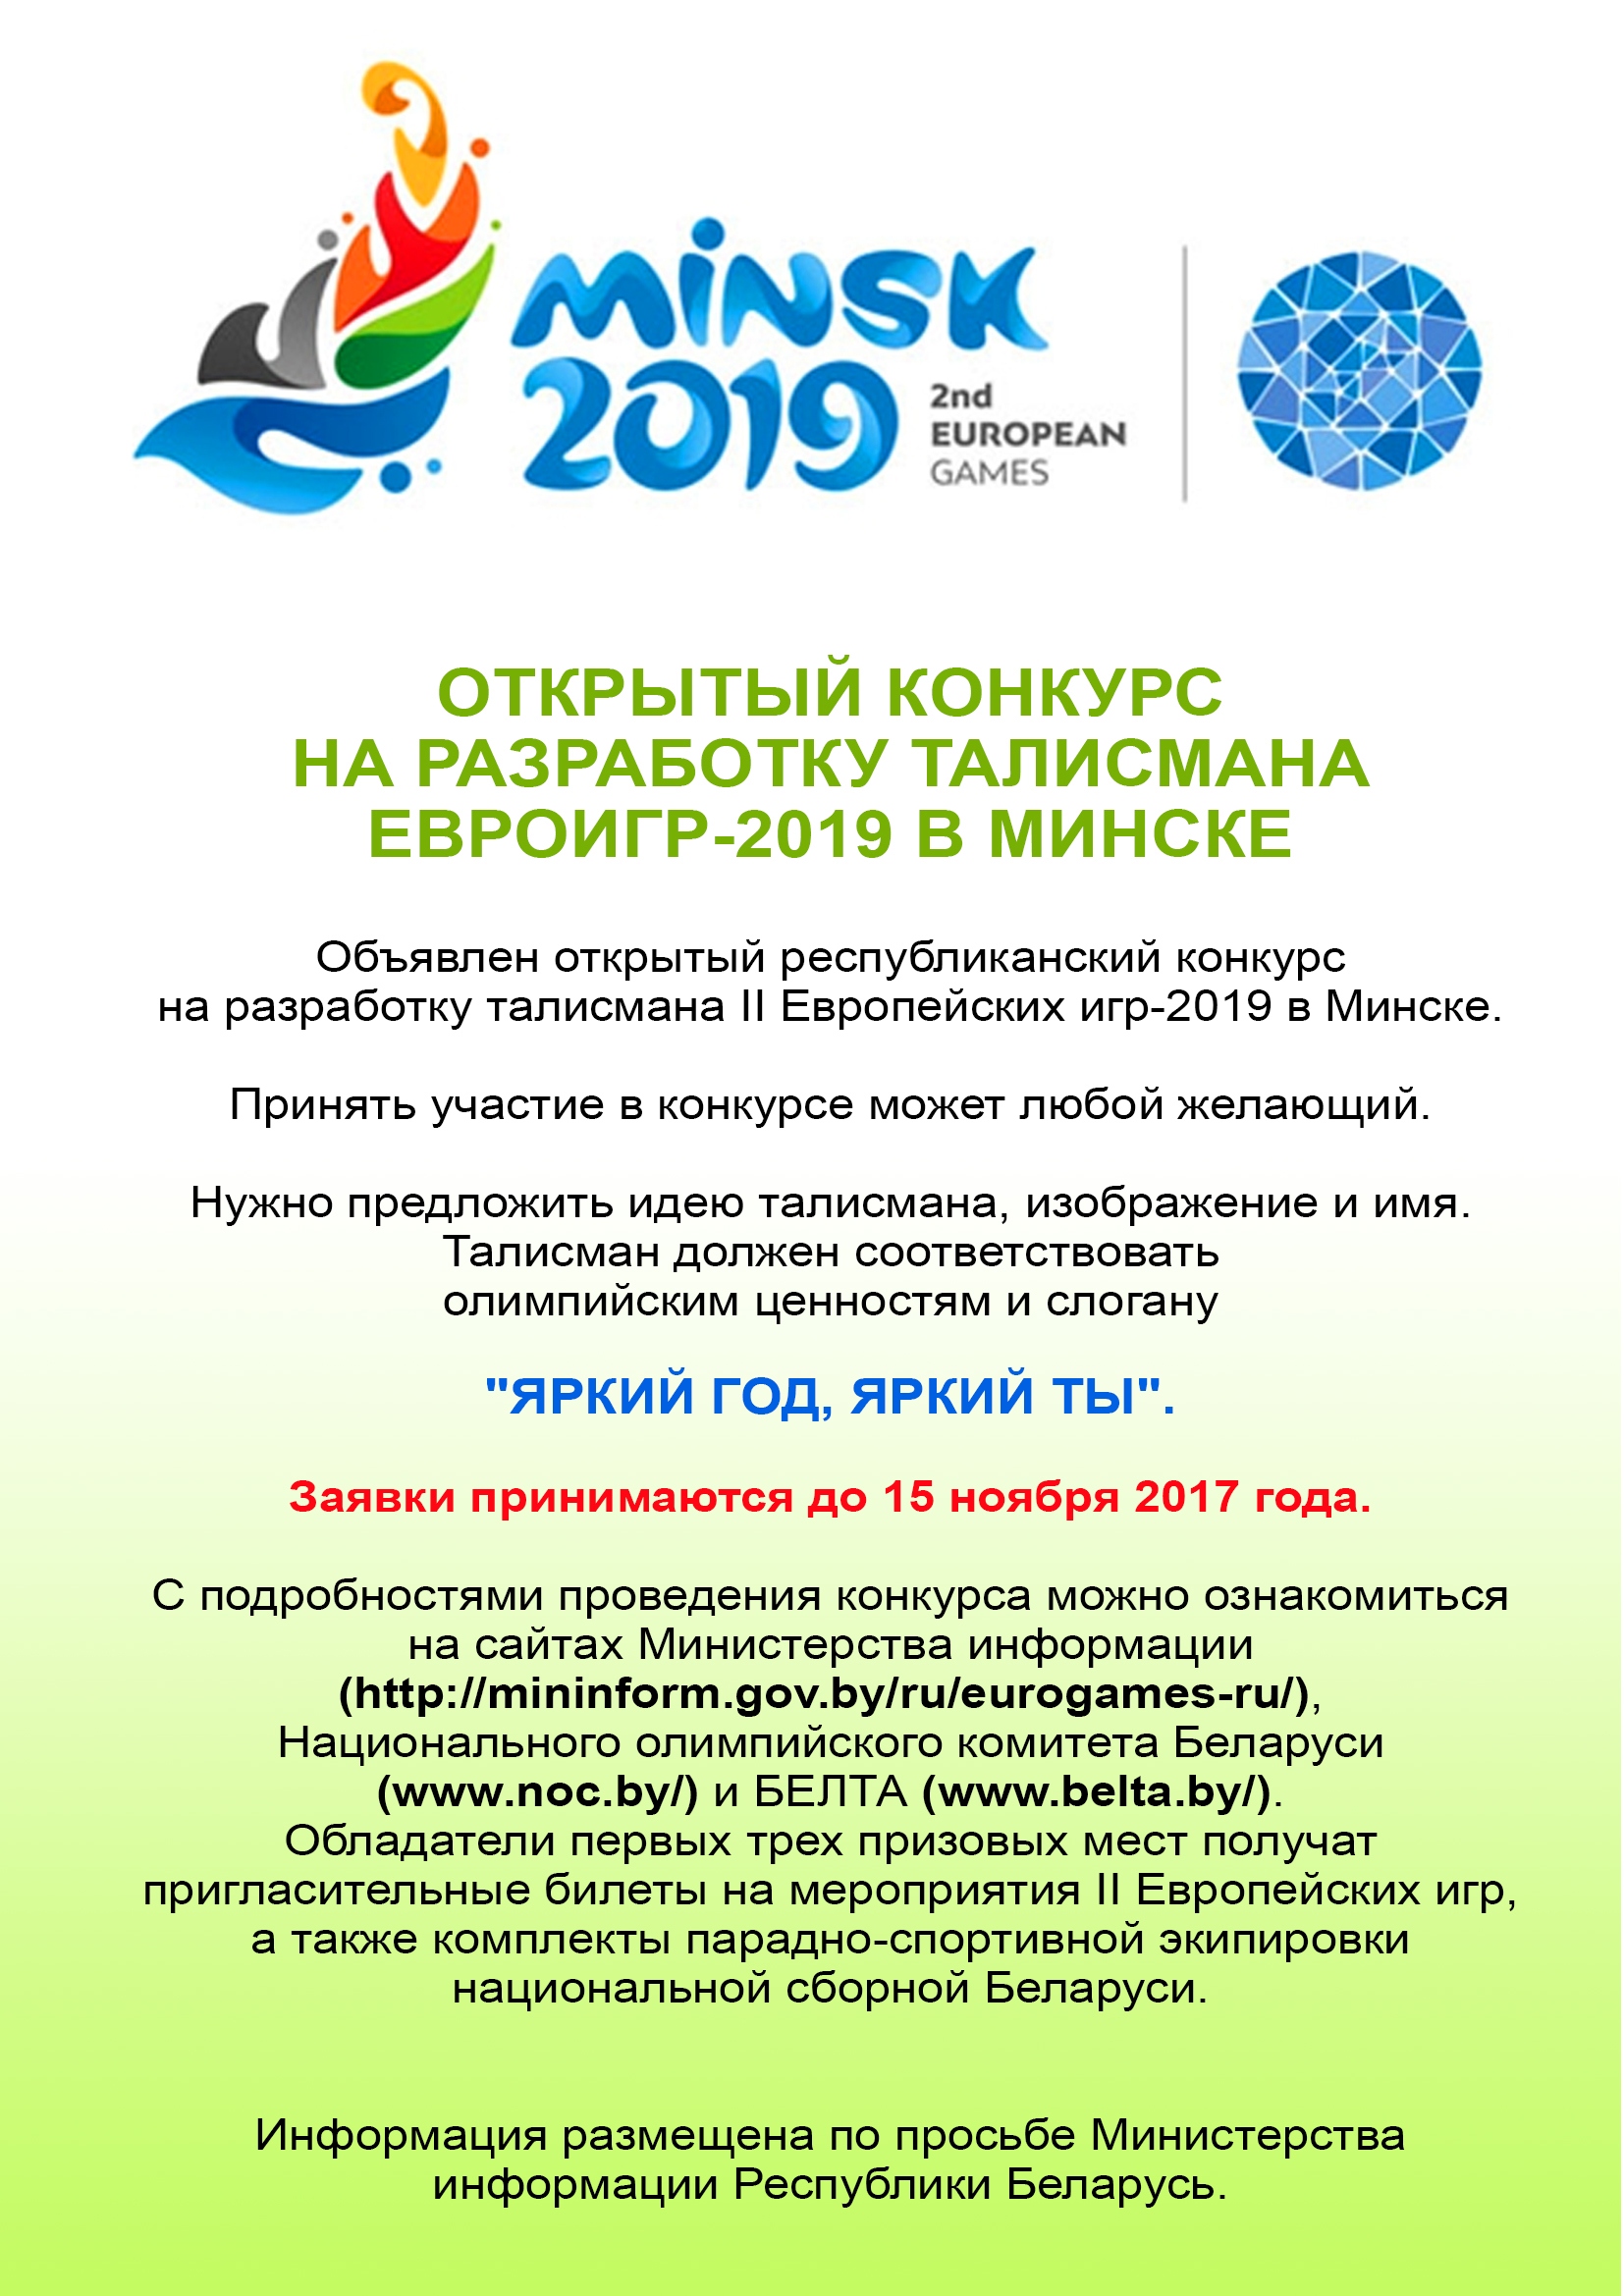 MINSK
2019
2nd
EUROPEAN
GAMES
ОТКРЫТЫЙ КОНКУРС
НА РАЗРАБОТКУ ТАЛИСМАНА
ЕВРОИГР-2019 В МИНСКЕ
Объявлен открытый республиканский конкурс
на разработку талисмана II Европейских игр-2019 в Минске.
Принять участие в конкурсе может любой желающий.
Нужно предложить идею талисмана, изображение и имя.
Талисман должен соответствовать
олимпийским ценностям и слогану
"ЯРКИЙ ГОД, ЯРКИЙ ТЫ".
Заявки принимаются до 15 ноября 2017 года.
С подробностями проведения конкурса можно ознакомиться
на сайтах Министерства информации
(http://mininform.gov.by/ru/eurogames-ru/),
Национального олимпийского комитета Беларуси
(www.noc.by/) и БЕЛТА (www.belta.by/).
Обладатели первых трех призовых мест получат
пригласительные билеты на мероприятия II Европейских игр,
а также комплекты парадно-спортивной экипировки
национальной сборной Беларуси.
Информация размещена по просьбе Министерства
информации Республики Беларусь.